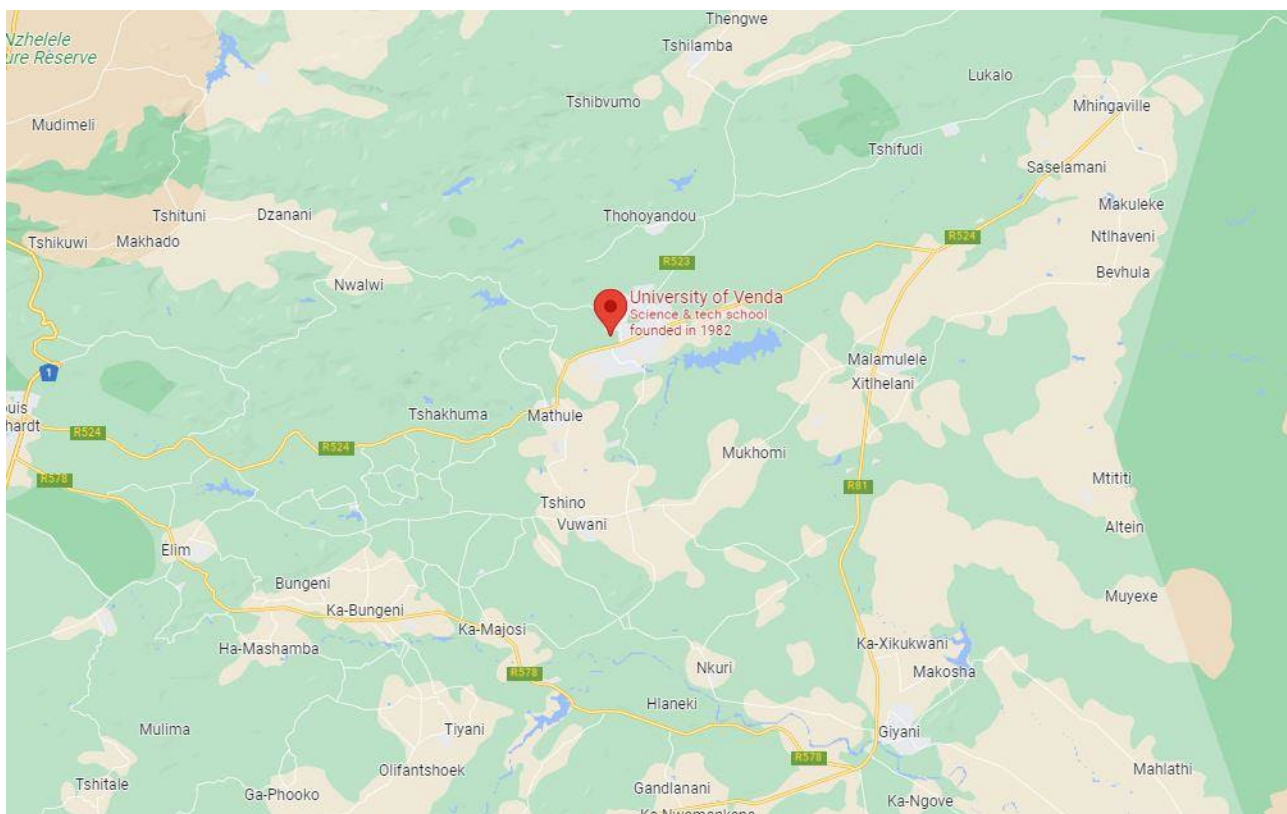 Thengwe
Nzhelele
ure Reserve
Tshilamba
Lukalo
Tshibvumo
Mhingaville
Mudimeli
Tshifudi
Saselamani
Makuleke
Tshituni
Dzanani
Thohoyandou
Ntlhaveni
R524
Tshikuwi
Makhado
R523
Bevhula
Nwalwi
University of Venda
Science & tech school
founded in 1982
Malamulele
1
Xitlhelani
ouis
hardt
Tshakhuma
Mathule
R524
R524
Mukhomi
R578
R81
Mtititi
Tshino
Vuwani
Altein
Elim
Bungeni
Muyexe
Ka-Bungeni
Ka-Majosi
Ha-Mashamba
Ka-Xikukwani
Nkuri
Makosha
R578
Hlaneki
Mulima
Tiyani
Giyani
R578
Olifantshoek
Mahlathi
Tshitale
Ga-Phooko
Gandlanani
Ka-Ngove